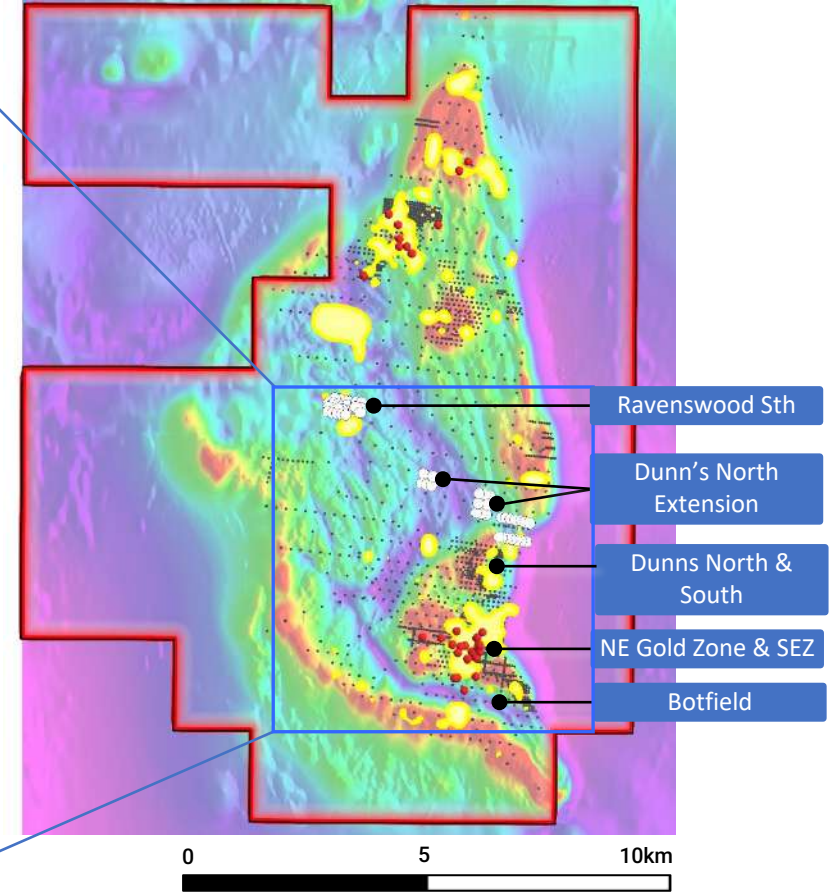 Ravenswood Sth
Dunn's North
Extension
Dunns North &
South
NE Gold Zone & SEZ
Botfield
0
5
10km